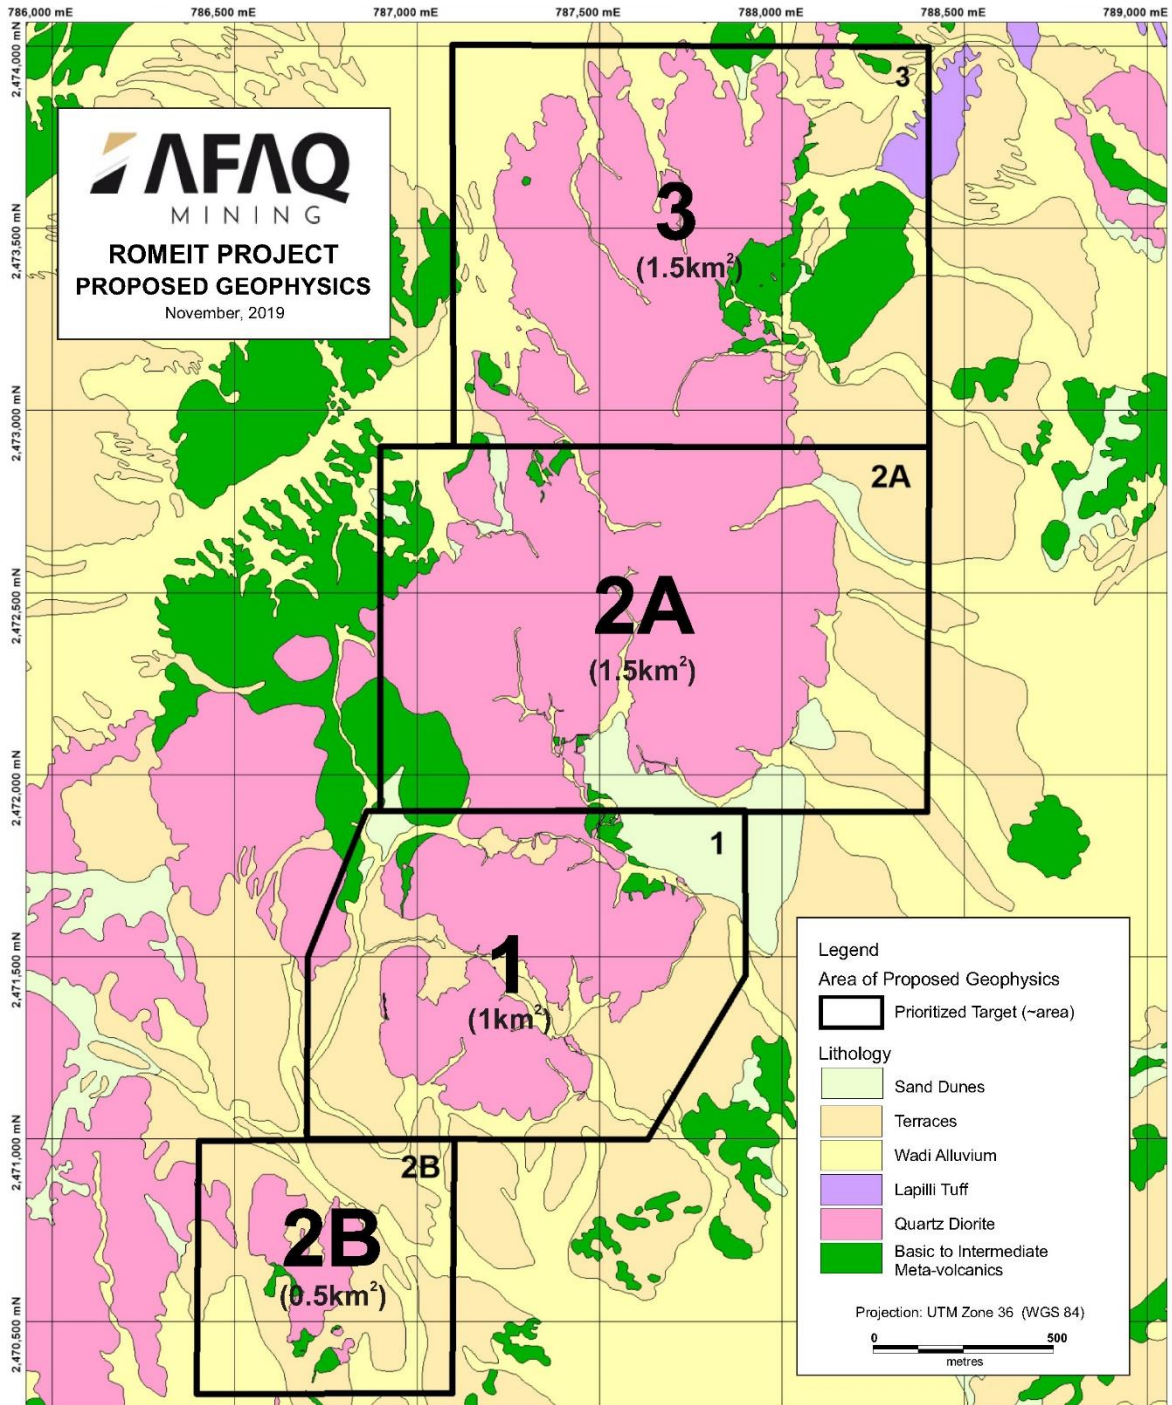 786,000 mE 786,500 mE 787,000 mE 787,500 mE 788,000 mE 788,500 mE 789,000 mE
2,474,000 mN
2,473,500 mN
2,473,000 mN
2,472,500 mN
2,472,000 mN
2,471,500 mN
2,471,000 mN
2,470,500 mN
AFAQ
MINING
ROMEIT PROJECT
PROPOSED GEOPHYSICS
November, 2019
3
3
(1.5km²)
2A
2A
(1.5km²)
1
1
(1km²)
2B
2B
(0.5km²)
Legend
Area of Proposed Geophysics
Prioritized Target (~area)
Lithology
Sand Dunes
Terraces
Wadi Alluvium
Lapilli Tuff
Quartz Diorite
Basic to Intermediate
Meta-volcanics
Projection: UTM Zone 36 (WGS 84)
0 500
metres